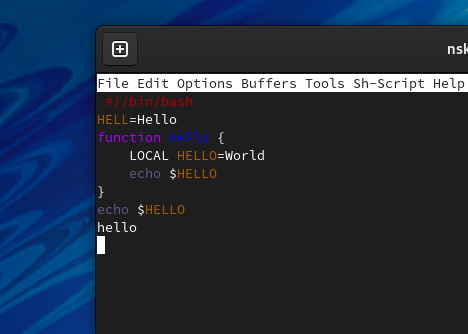 nsk
File Edit Options Buffers Tools Sh-Script Help
#!/bin/bash
HELL=Hello
function hello {
    LOCAL HELLO=World
    echo $HELLO
}
echo $HELLO
hello